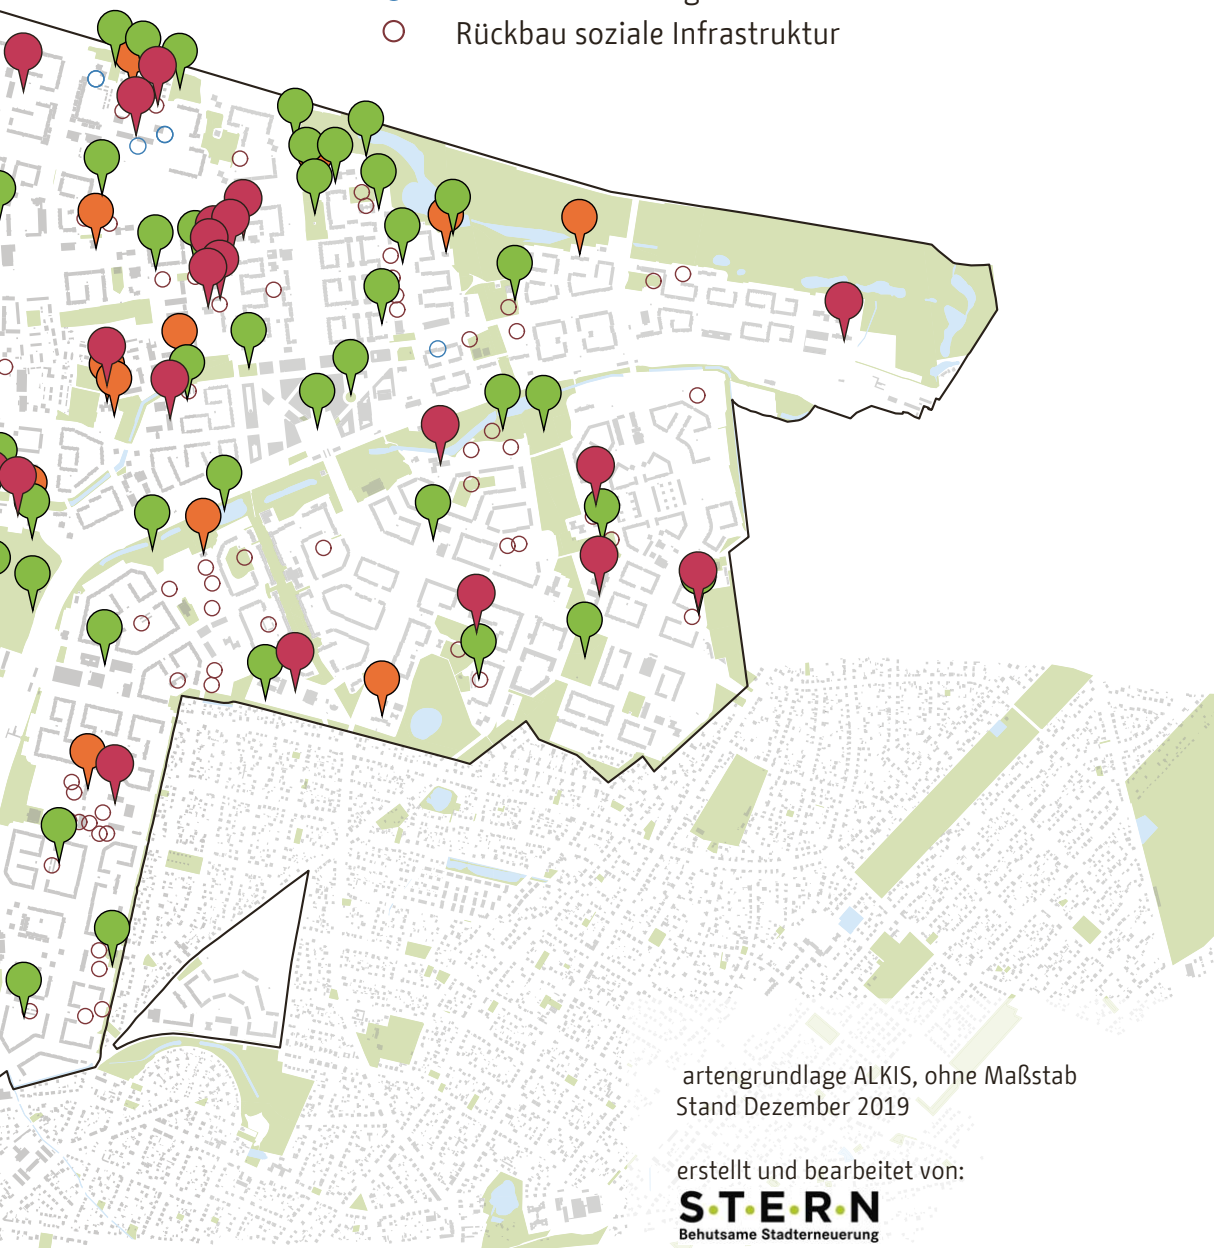 Rückbau soziale Infrastruktur
artengrundlage ALKIS, ohne Maßstab
Stand Dezember 2019
erstellt und bearbeitet von:
S·T·E·R·N
Behutsame Stadterneuerung